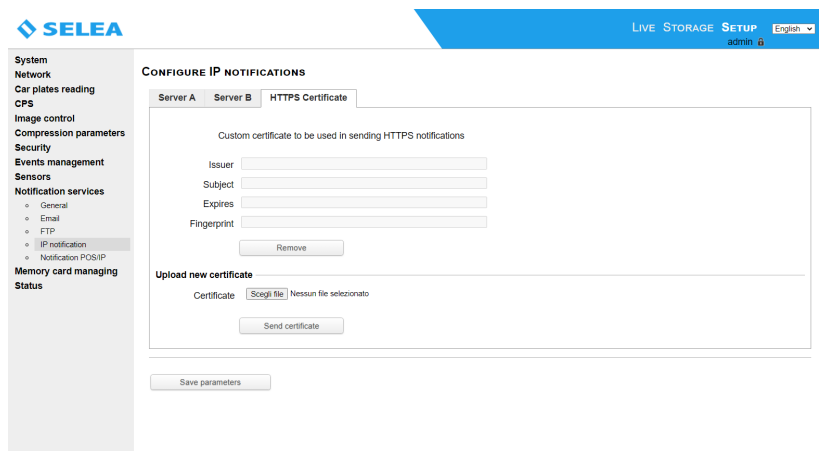 SELEA
LIVE STORAGE SETUP English
admin
System
Network
Car plates reading
CPS
Image control
Compression parameters
Security
Events management
Sensors
Notification services
General
Email
FTP
IP notification
Notification POS/IP
Memory card managing
Status
CONFIGURE IP NOTIFICATIONS
Server A Server B HTTPS Certificate
Custom certificate to be used in sending HTTPS notifications
Issuer
Subject
Expires
Fingerprint
Remove
Upload new certificate
Certificate Scegli file Nessun file selezionato
Send certificate
Save parameters